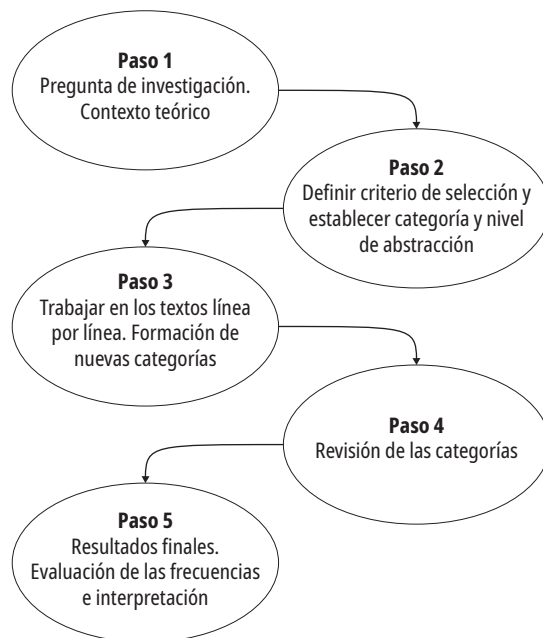 Paso 1
Pregunta de investigación.
Contexto teórico
Paso 2
Definir criterio de selección y
establecer categoría y nivel
de abstracción
Paso 3
Trabajar en los textos línea
por línea. Formación de
nuevas categorías
Paso 4
Revisión de las categorías
Paso 5
Resultados finales.
Evaluación de las frecuencias
e interpretación